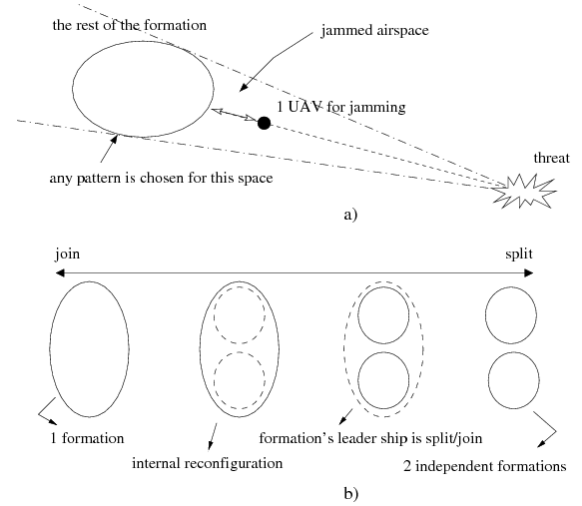 the rest of the formation
jammed airspace
1 UAV for jamming
threat
any pattern is chosen for this space
a)
join
split
1 formation
formation's leader ship is split/join
internal reconfiguration
2 independent formations
b)